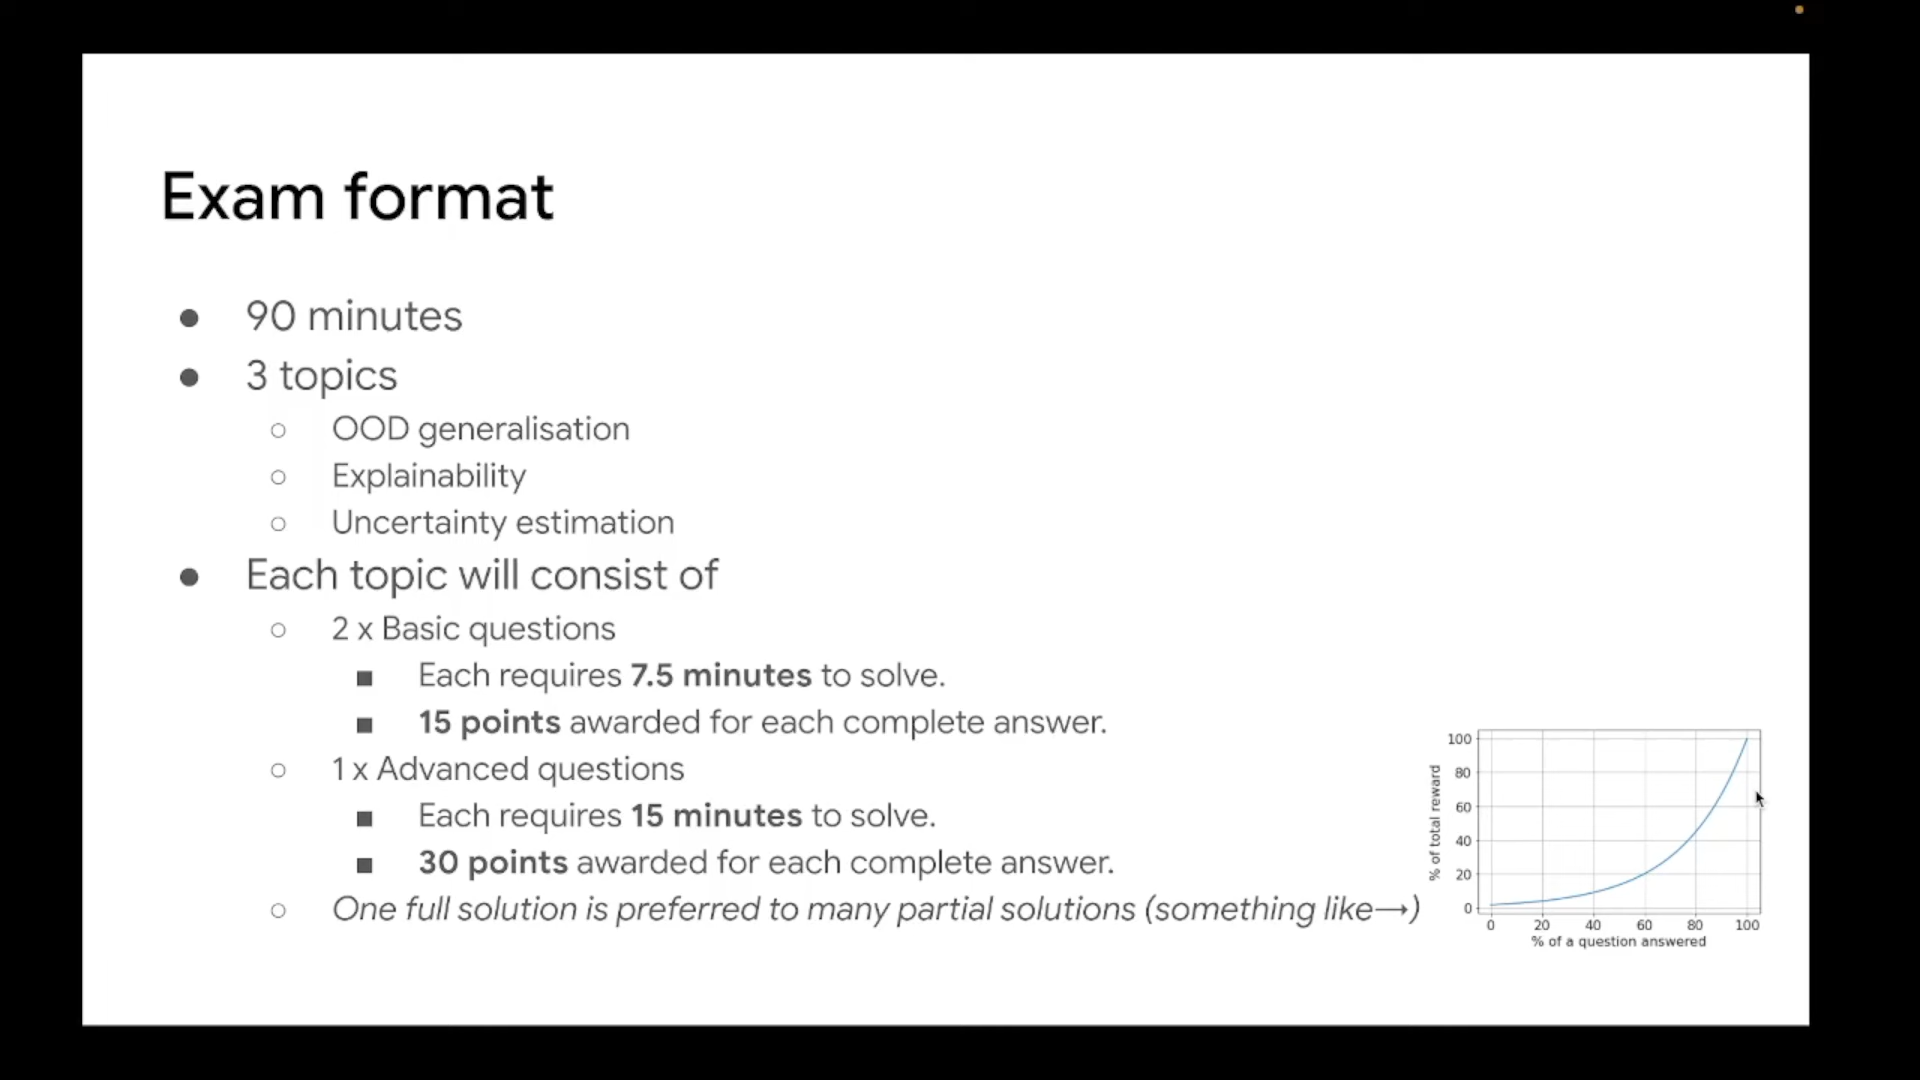 Exam format
● 90 minutes
● 3 topics
○ OOD generalisation
○ Explainability
○ Uncertainty estimation
● Each topic will consist of
○ 2 x Basic questions
■ Each requires 7.5 minutes to solve.
■ 15 points awarded for each complete answer.
○ 1 x Advanced questions
■ Each requires 15 minutes to solve.
■ 30 points awarded for each complete answer.
○ One full solution is preferred to many partial solutions (something like→)
% of total reward
100
80
60
40
20
0
0 20 40 60 80 100
% of a question answered